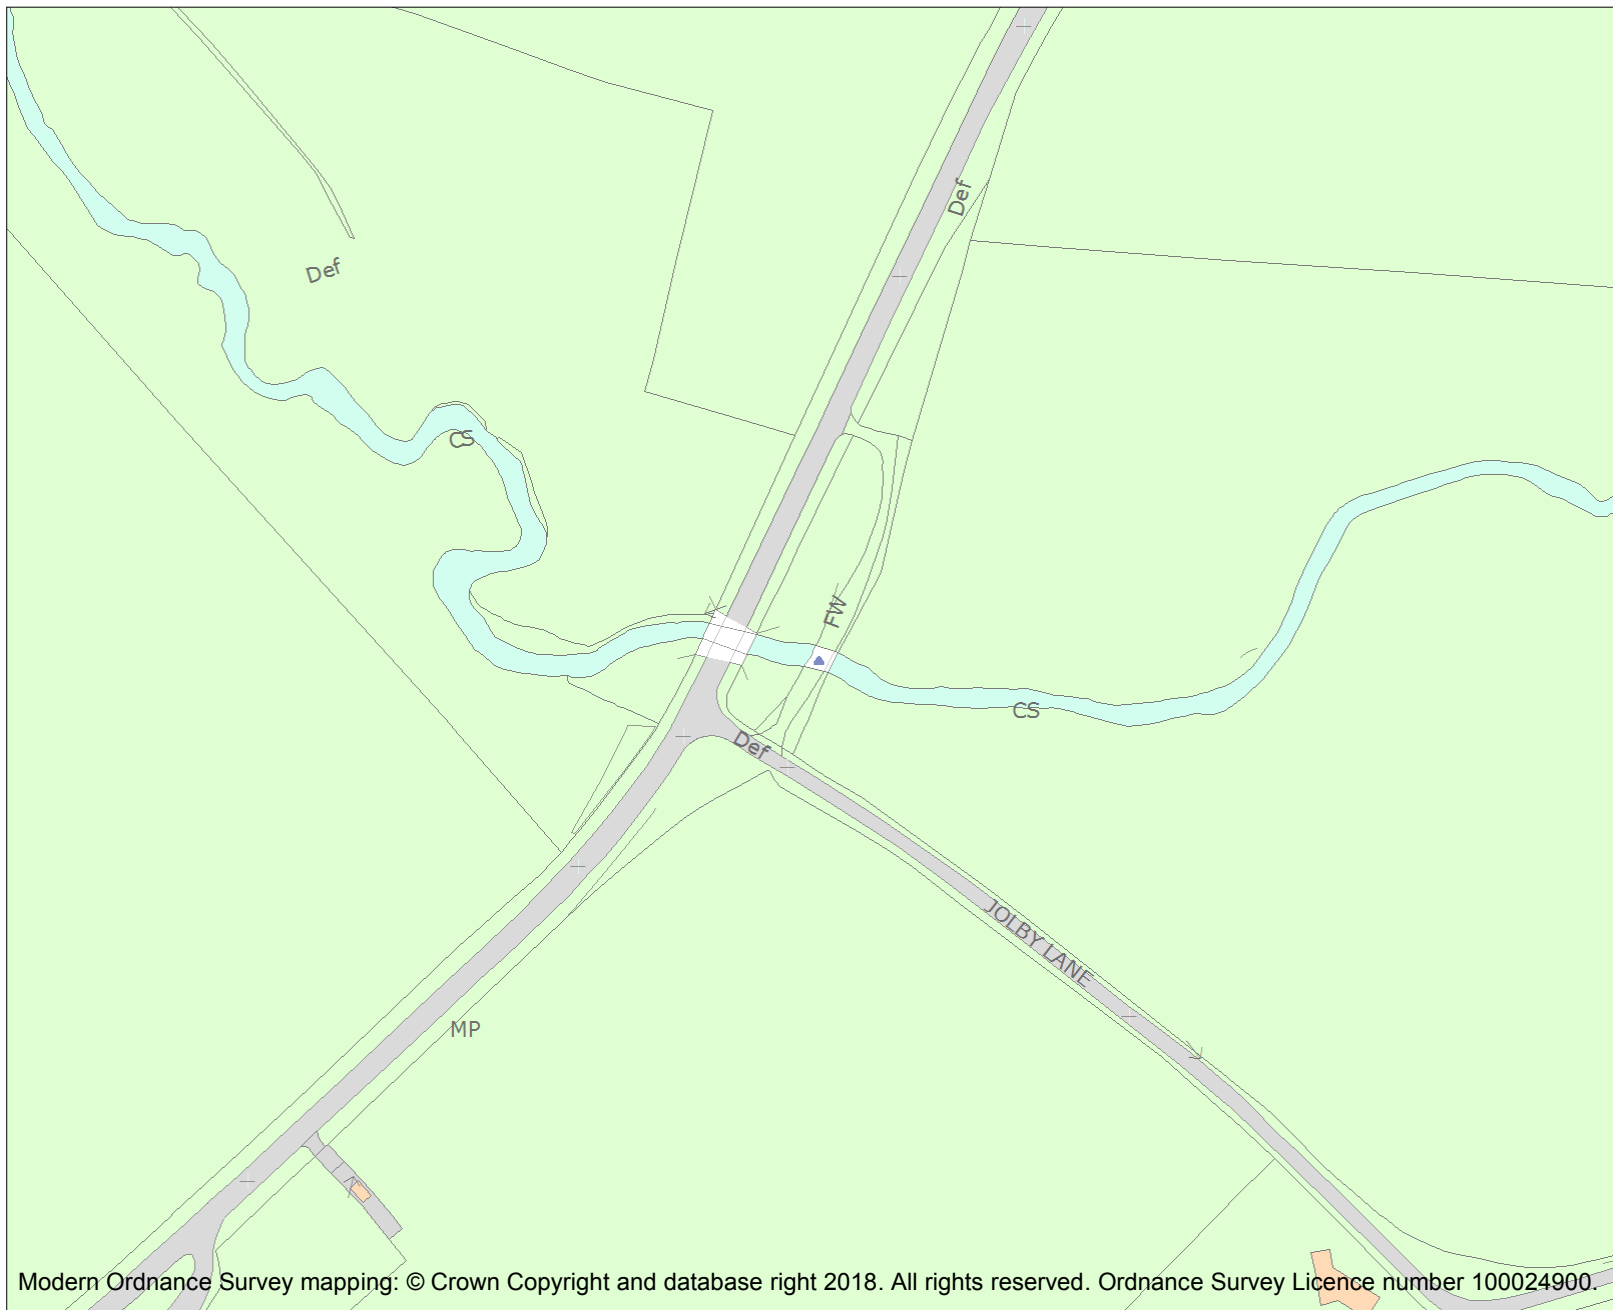 Def
Def
CS
FW
CS
Def
JOLBY LANE
MP
Modern Ordnance Survey mapping: © Crown Copyright and database right 2018. All rights reserved. Ordnance Survey Licence number 100024900.